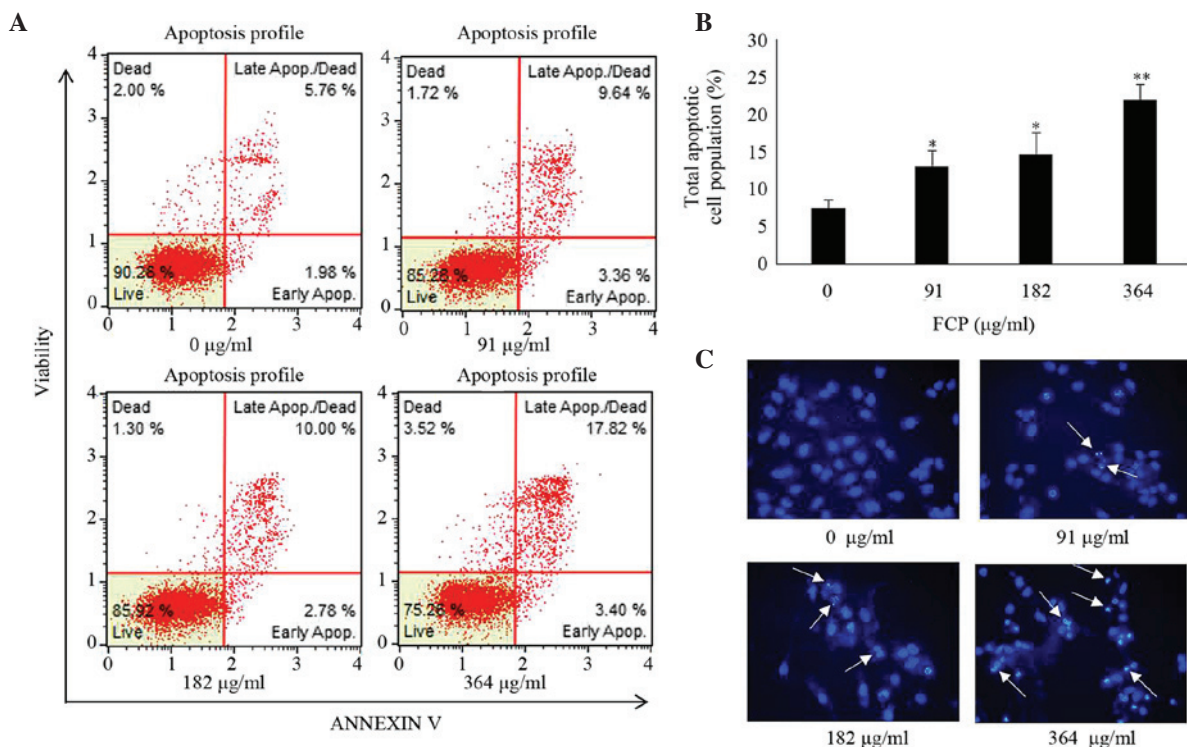 A
Apoptosis profile
Dead
2.00 %
Late Apop./Dead
5.76 %
4
3
2
1
0
90.26 %
Live
1.98 %
Early Apop.
0 1 2 3 4
0 µg/ml
Apoptosis profile
Dead
1.72 %
Late Apop./Dead
9.64 %
4
3
2
1
0
85.28 %
Live
3.36 %
Early Apop.
0 1 2 3 4
91 µg/ml
Apoptosis profile
Dead
1.30 %
Late Apop./Dead
10.00 %
4
3
2
1
0
85.92 %
Live
2.78 %
Early Apop.
0 1 2 3 4
182 µg/ml
Apoptosis profile
Dead
3.52 %
Late Apop./Dead
17.82 %
4
3
2
1
0
75.26 %
Live
3.40 %
Early Apop.
0 1 2 3 4
364 µg/ml
Viability
ANNEXIN V
B
Total apoptotic
cell population (%)
30
25
20
15
10
5
0
*
*
**
0 91 182 364
FCP (µg/ml)
C
0 µg/ml
91 µg/ml
182 µg/ml
364 µg/ml